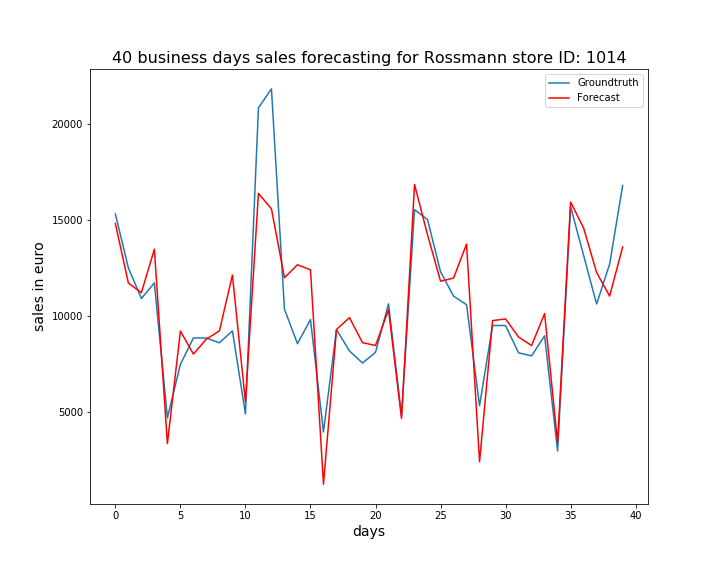 40 business days sales forecasting for Rossmann store ID: 1014
Groundtruth
Forecast
20000
15000
10000
5000
sales in euro
0 5 10 15 20 25 30 35 40
days